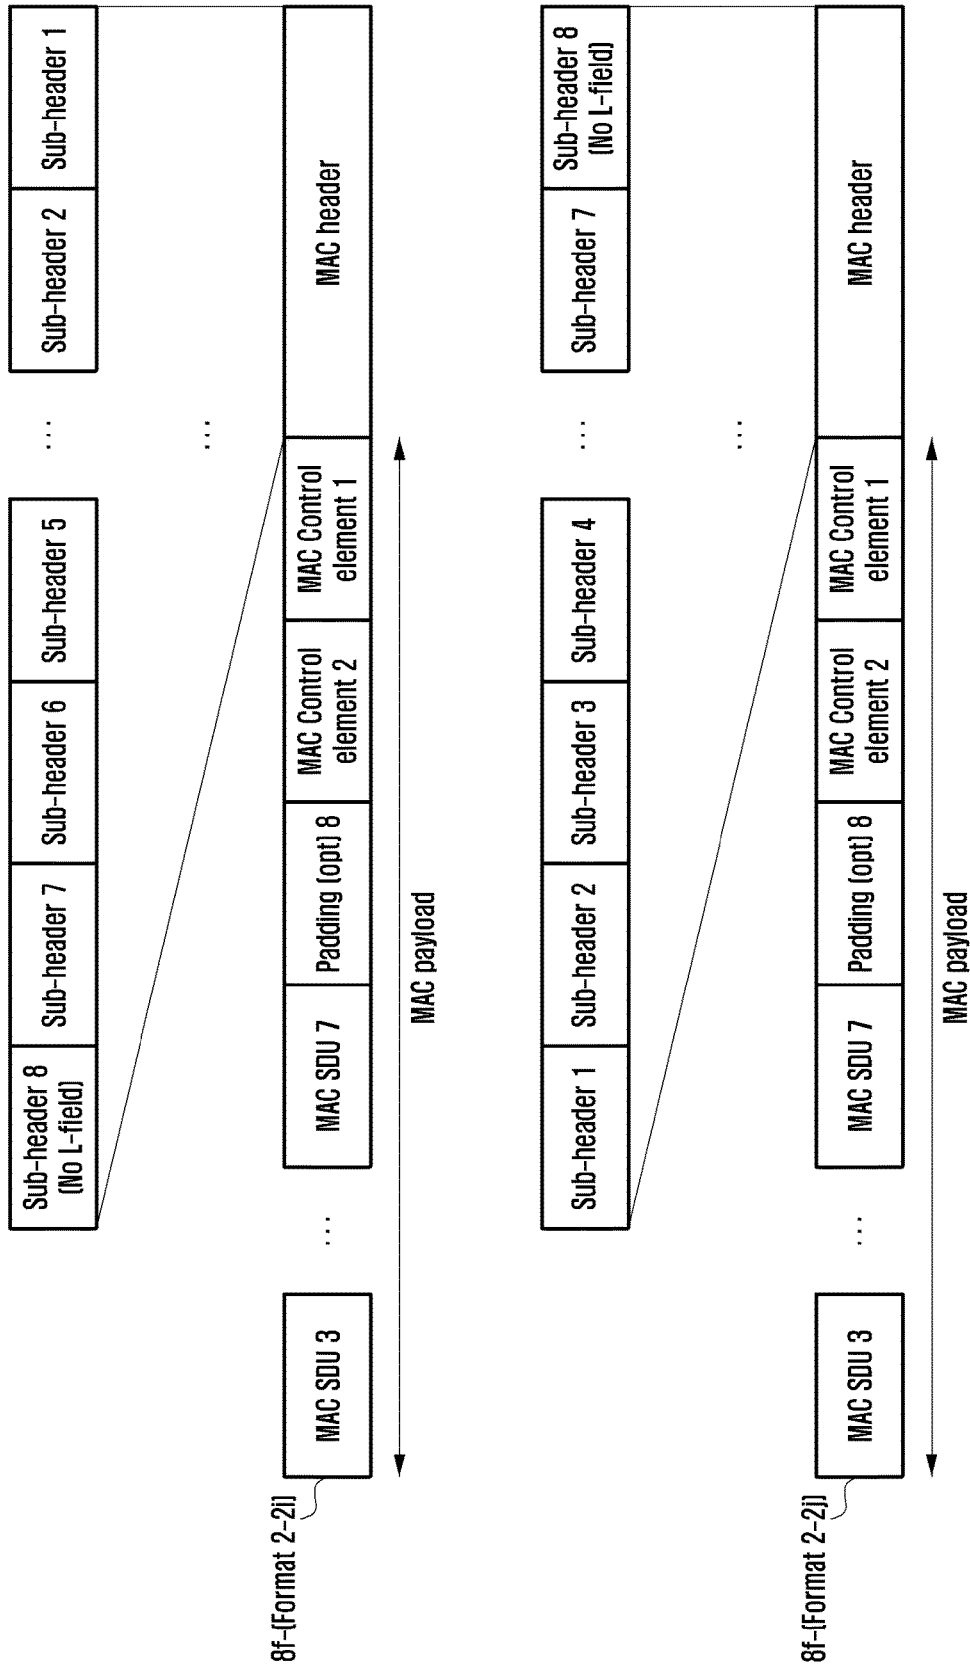 Sub-header 8
(No L-field)
Sub-header 7
Sub-header 6
Sub-header 5
...
Sub-header 2
Sub-header 1
...
8f-(Format 2-2i)
MAC SDU 3
...
MAC SDU 7
Padding (opt) 8
MAC Control
element 2
MAC Control
element 1
MAC header
MAC payload
Sub-header 1
Sub-header 2
Sub-header 3
Sub-header 4
...
Sub-header 7
Sub-header 8
(No L-field)
...
8f-(Format 2-2j)
MAC SDU 3
...
MAC SDU 7
Padding (opt) 8
MAC Control
element 2
MAC Control
element 1
MAC header
MAC payload